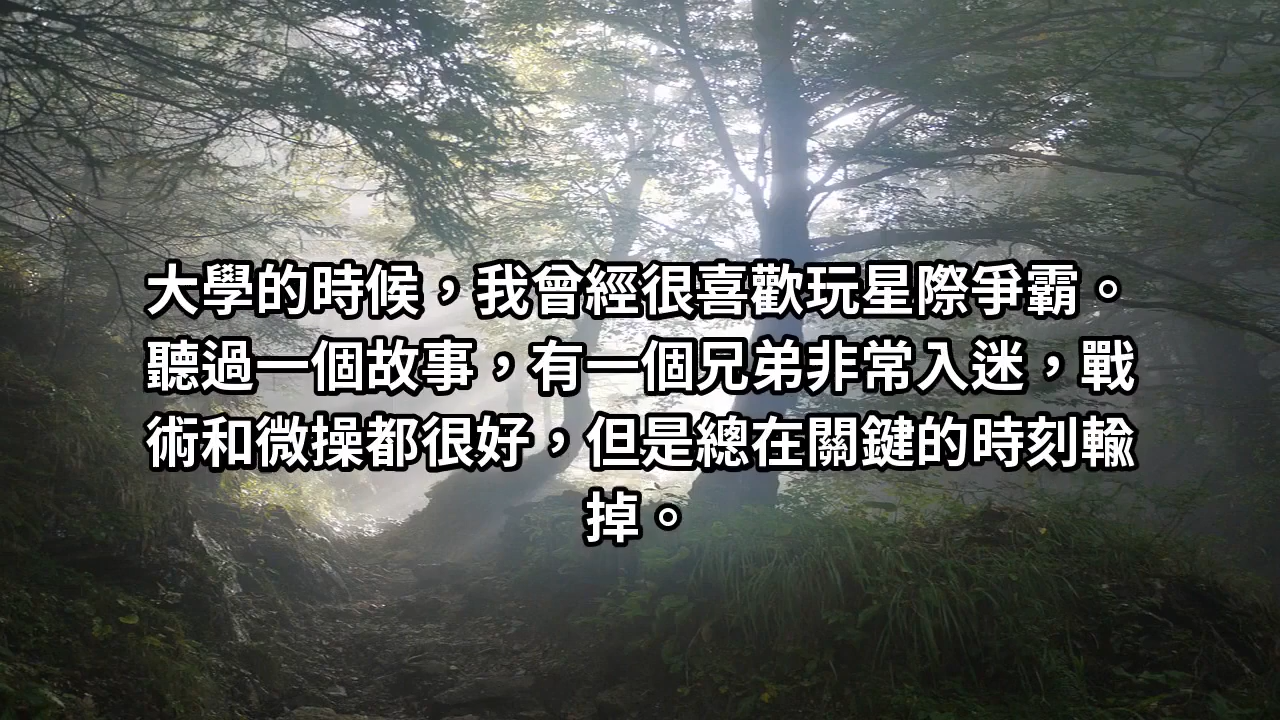 大學的時候，我曾經很喜歡玩星際爭霸。
聽過一個故事，有一個兄弟非常入迷，戰
術和微操都很好，但是總在關鍵的時刻輸
掉。